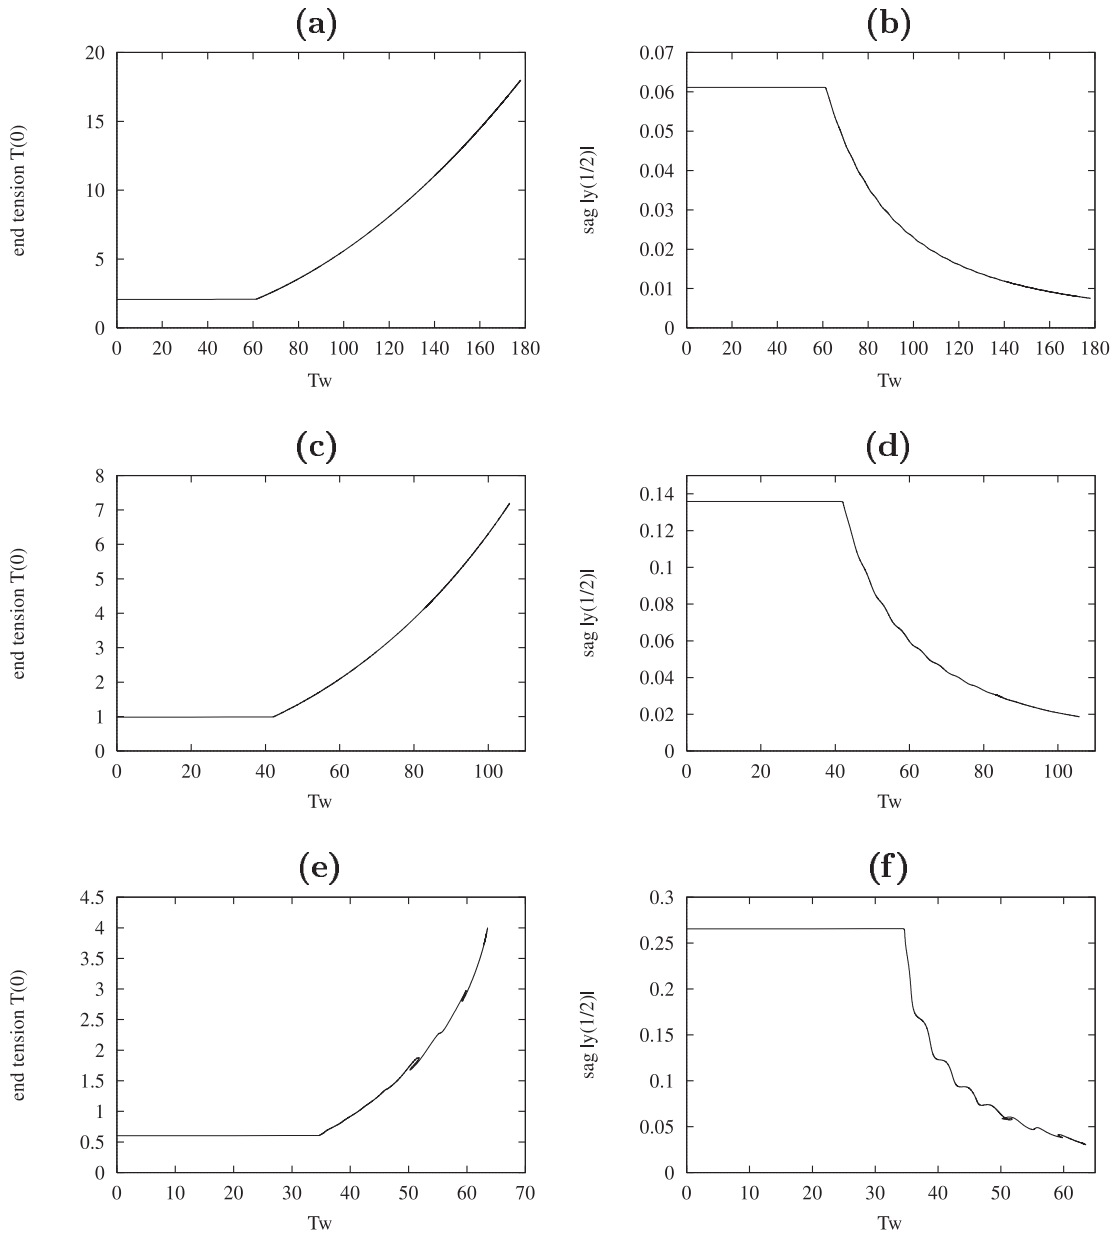 (a)
(b)
20
15
10
5
0
end tension T(0)
0 20 40 60 80 100 120 140 160 180
Tw
0.07
0.06
0.05
0.04
0.03
0.02
0.01
0
sag |y(1/2)|
0 20 40 60 80 100 120 140 160 180
Tw
(c)
(d)
8
7
6
5
4
3
2
1
0
end tension T(0)
0 20 40 60 80 100
Tw
0.14
0.12
0.1
0.08
0.06
0.04
0.02
0
sag |y(1/2)|
0 20 40 60 80 100
Tw
(e)
(f)
4.5
4
3.5
3
2.5
2
1.5
1
0.5
0
end tension T(0)
0 10 20 30 40 50 60 70
Tw
0.3
0.25
0.2
0.15
0.1
0.05
0
sag |y(1/2)|
0 10 20 30 40 50 60
Tw